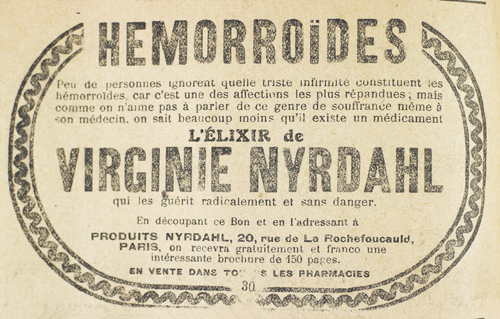 HEMORROÏDES
Peu de personnes ignorent quelle triste infirmité constituent les
hémorroïdes, car c'est une des affections les plus répandues; mais
comme on n'aime pas à parler de ce genre de souffrance même à
son médecin, on sait beaucoup moins qu'il existe un médicament
L'ÉLIXIR de
VIRGINIE NYRDAHL
qui les guérit radicalement et sans danger.
En découpant ce Bon et en l'adressant à
PRODUITS NYRDAHL, 20, rue de La Rochefoucauld,
PARIS, on recevra gratuitement et franco une
intéressante brochure de 150 pages.
EN VENTE DANS LES PHARMACIES
30